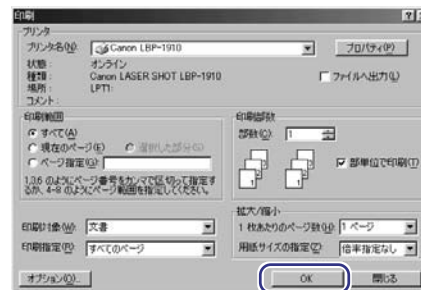 印刷
プリンタ
プリンタ名(N): Canon LBP-1910 プロパティ(P)
状態: オンライン
種類: Canon LASER SHOT LBP-1910 ファイルへ出力(L)
場所: LPT1:
コメント:
印刷範囲
すべて(A)
現在のページ(E) 選択した部分(S)
ページ指定(G):
1,3,6 のようにページ番号をカンマで区切って指定す
るか、4-8 のようにページ範囲を指定してください。
印刷部数
部数(C): 1
部単位で印刷(T)
印刷対象(W): 文書
印刷指定(R): すべてのページ
拡大/縮小
1 枚あたりのページ数(H): 1 ページ
用紙サイズの指定(Z): 倍率指定なし
オプション(O)... OK 閉じる